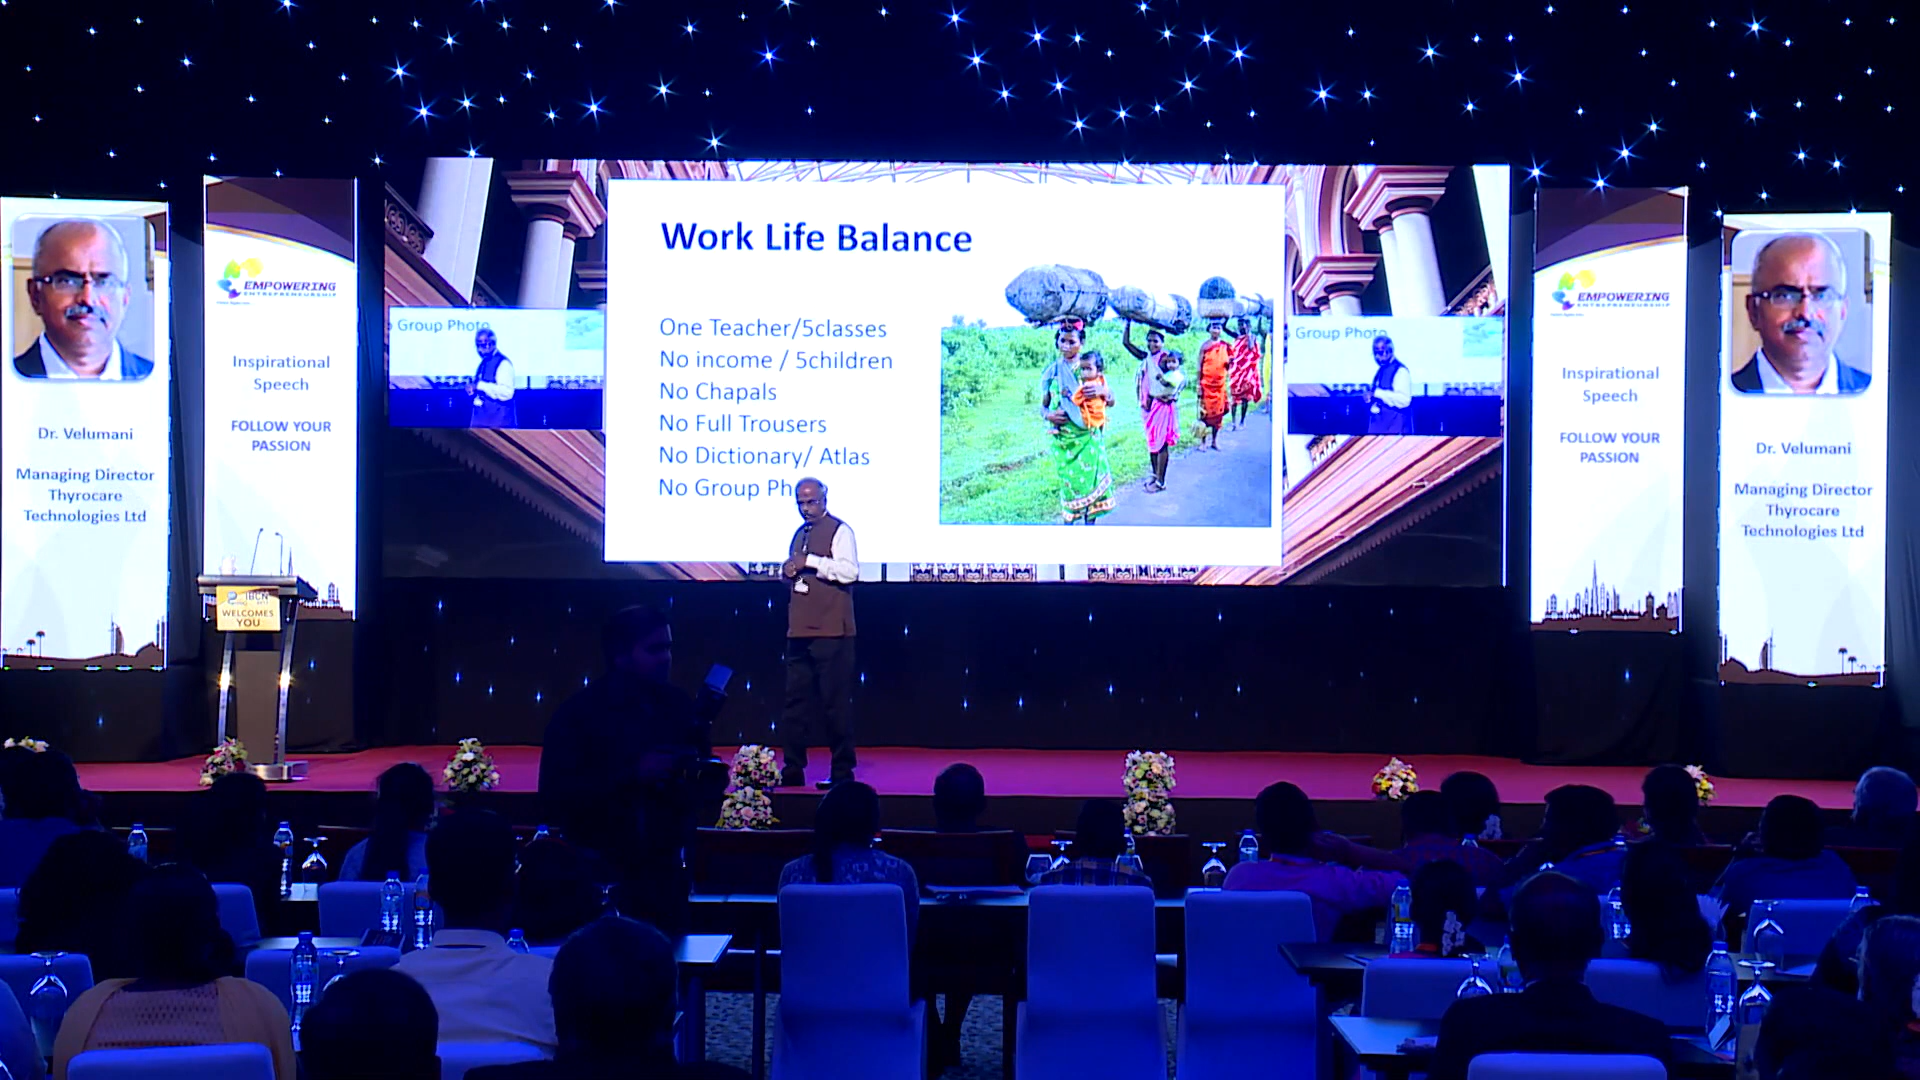 Dr. Velumani
Managing Director
Thyrocare
Technologies Ltd
EMPOWERING
ENTREPRENEURSHIP
Inspirational
Speech
FOLLOW YOUR
PASSION
IBCN
WELCOMES
YOU
Group Photo
Work Life Balance
One Teacher/5classes
No income / 5children
No Chapals
No Full Trousers
No Dictionary/ Atlas
No Group Ph
Group Photo
EMPOWERING
ENTREPRENEURSHIP
Inspirational
Speech
FOLLOW YOUR
PASSION
Dr. Velumani
Managing Director
Thyrocare
Technologies Ltd